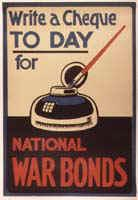 Write a Cheque
TO DAY
for
NATIONAL
WAR BONDS